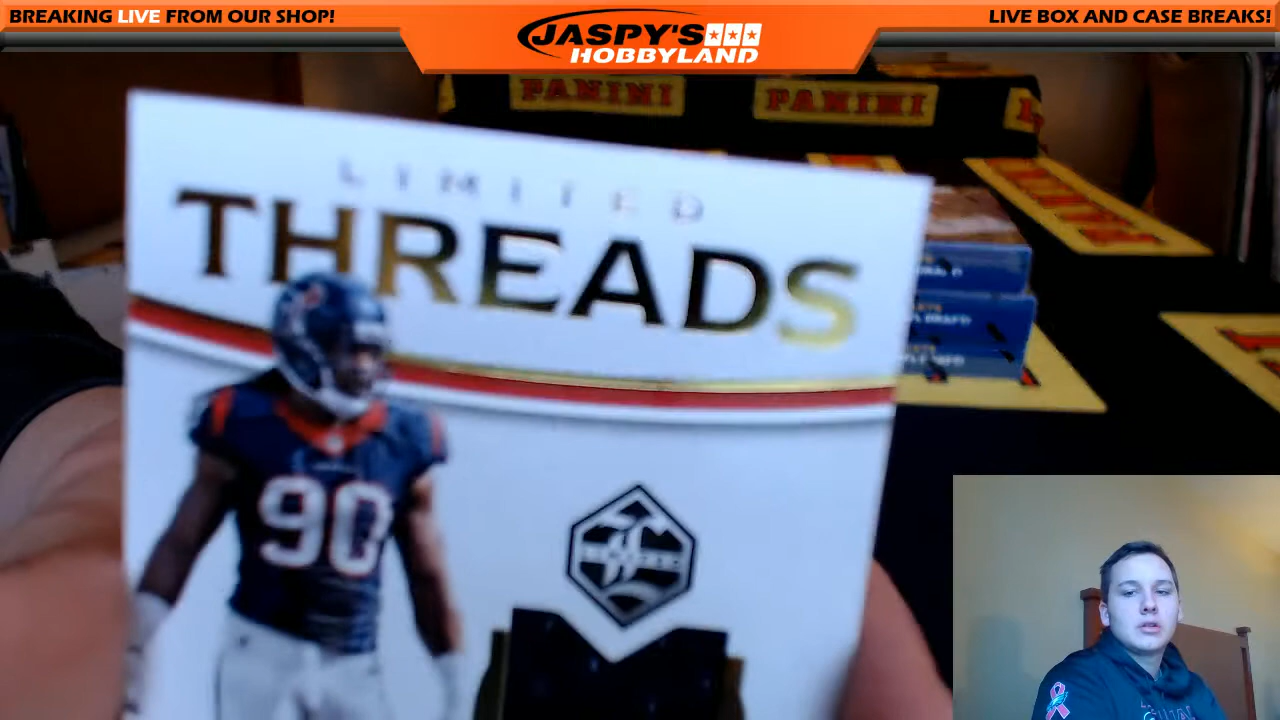 BREAKING LIVE FROM OUR SHOP!
JASPY'S
HOBBYLAND
LIVE BOX AND CASE BREAKS!
PANINI
PANINI
LIMITED
THREADS
90